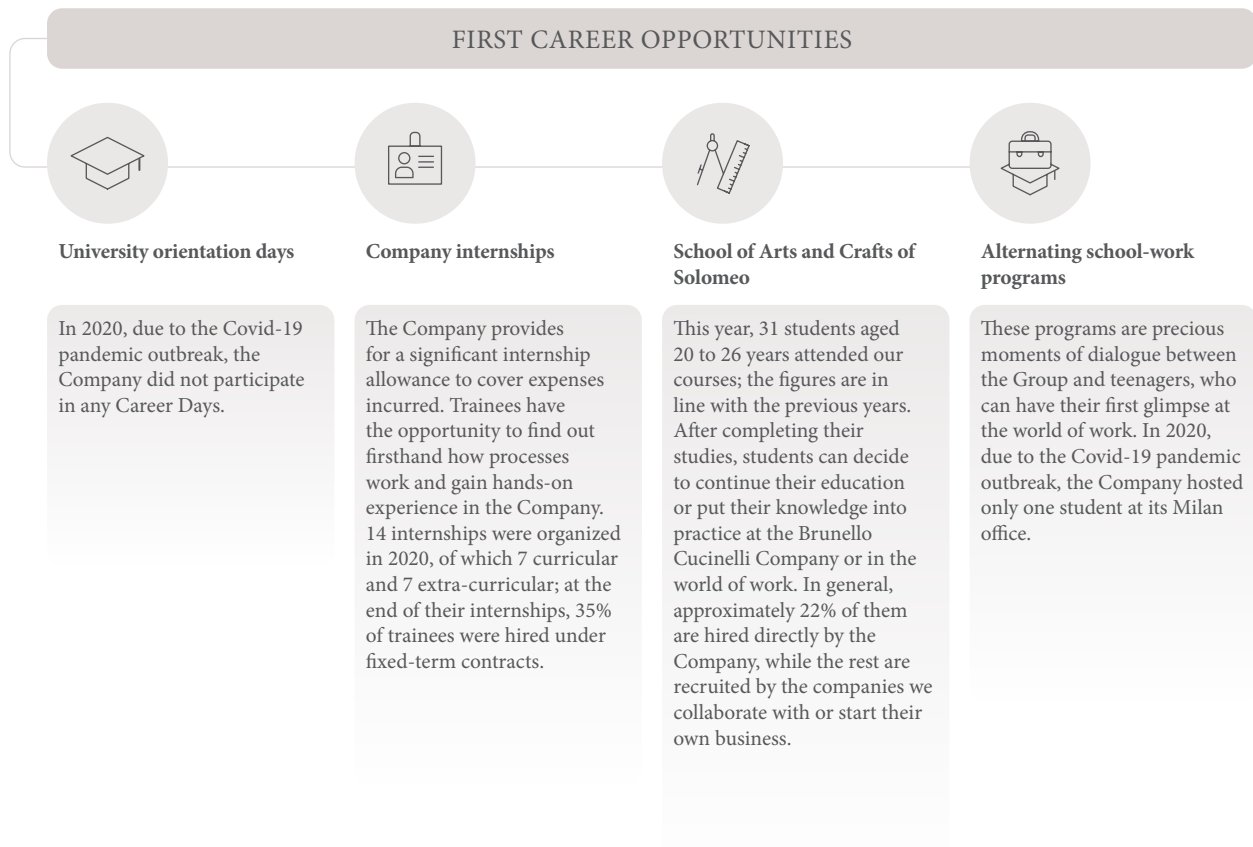 FIRST CAREER OPPORTUNITIES
University orientation days
In 2020, due to the Covid-19
pandemic outbreak, the
Company did not participate
in any Career Days.
Company internships
The Company provides
for a significant internship
allowance to cover expenses
incurred. Trainees have
the opportunity to find out
firsthand how processes
work and gain hands-on
experience in the Company.
14 internships were organized
in 2020, of which 7 curricular
and 7 extra-curricular; at the
end of their internships, 35%
of trainees were hired under
fixed-term contracts.
School of Arts and Crafts of
Solomeo
This year, 31 students aged
20 to 26 years attended our
courses; the figures are in
line with the previous years.
After completing their
studies, students can decide
to continue their education
or put their knowledge into
practice at the Brunello
Cucinelli Company or in the
world of work. In general,
approximately 22% of them
are hired directly by the
Company, while the rest are
recruited by the companies we
collaborate with or start their
own business.
Alternating school-work
programs
These programs are precious
moments of dialogue between
the Group and teenagers, who
can have their first glimpse at
the world of work. In 2020,
due to the Covid-19 pandemic
outbreak, the Company hosted
only one student at its Milan
office.